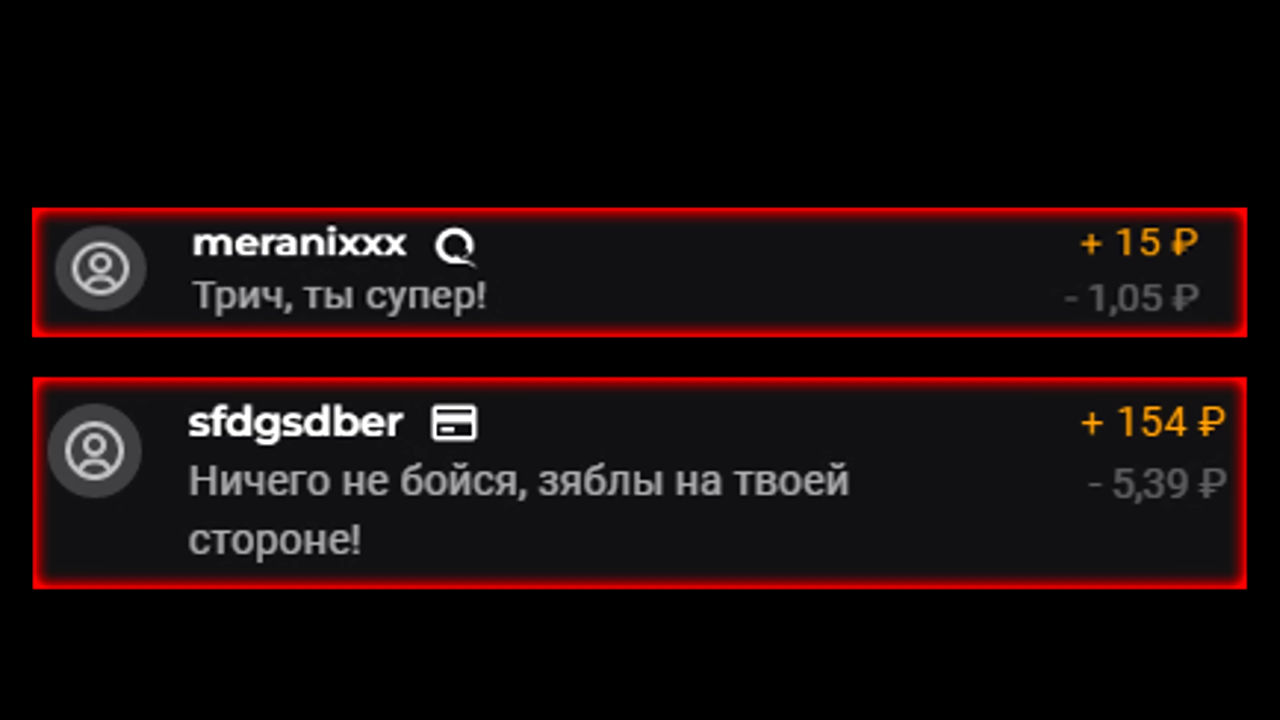 meranixxx
+ 15 ₽
Трич, ты супер!
- 1,05 ₽
sfdgsdber
+ 154 ₽
Ничего не бойся, зяблы на твоей
- 5,39 ₽
стороне!